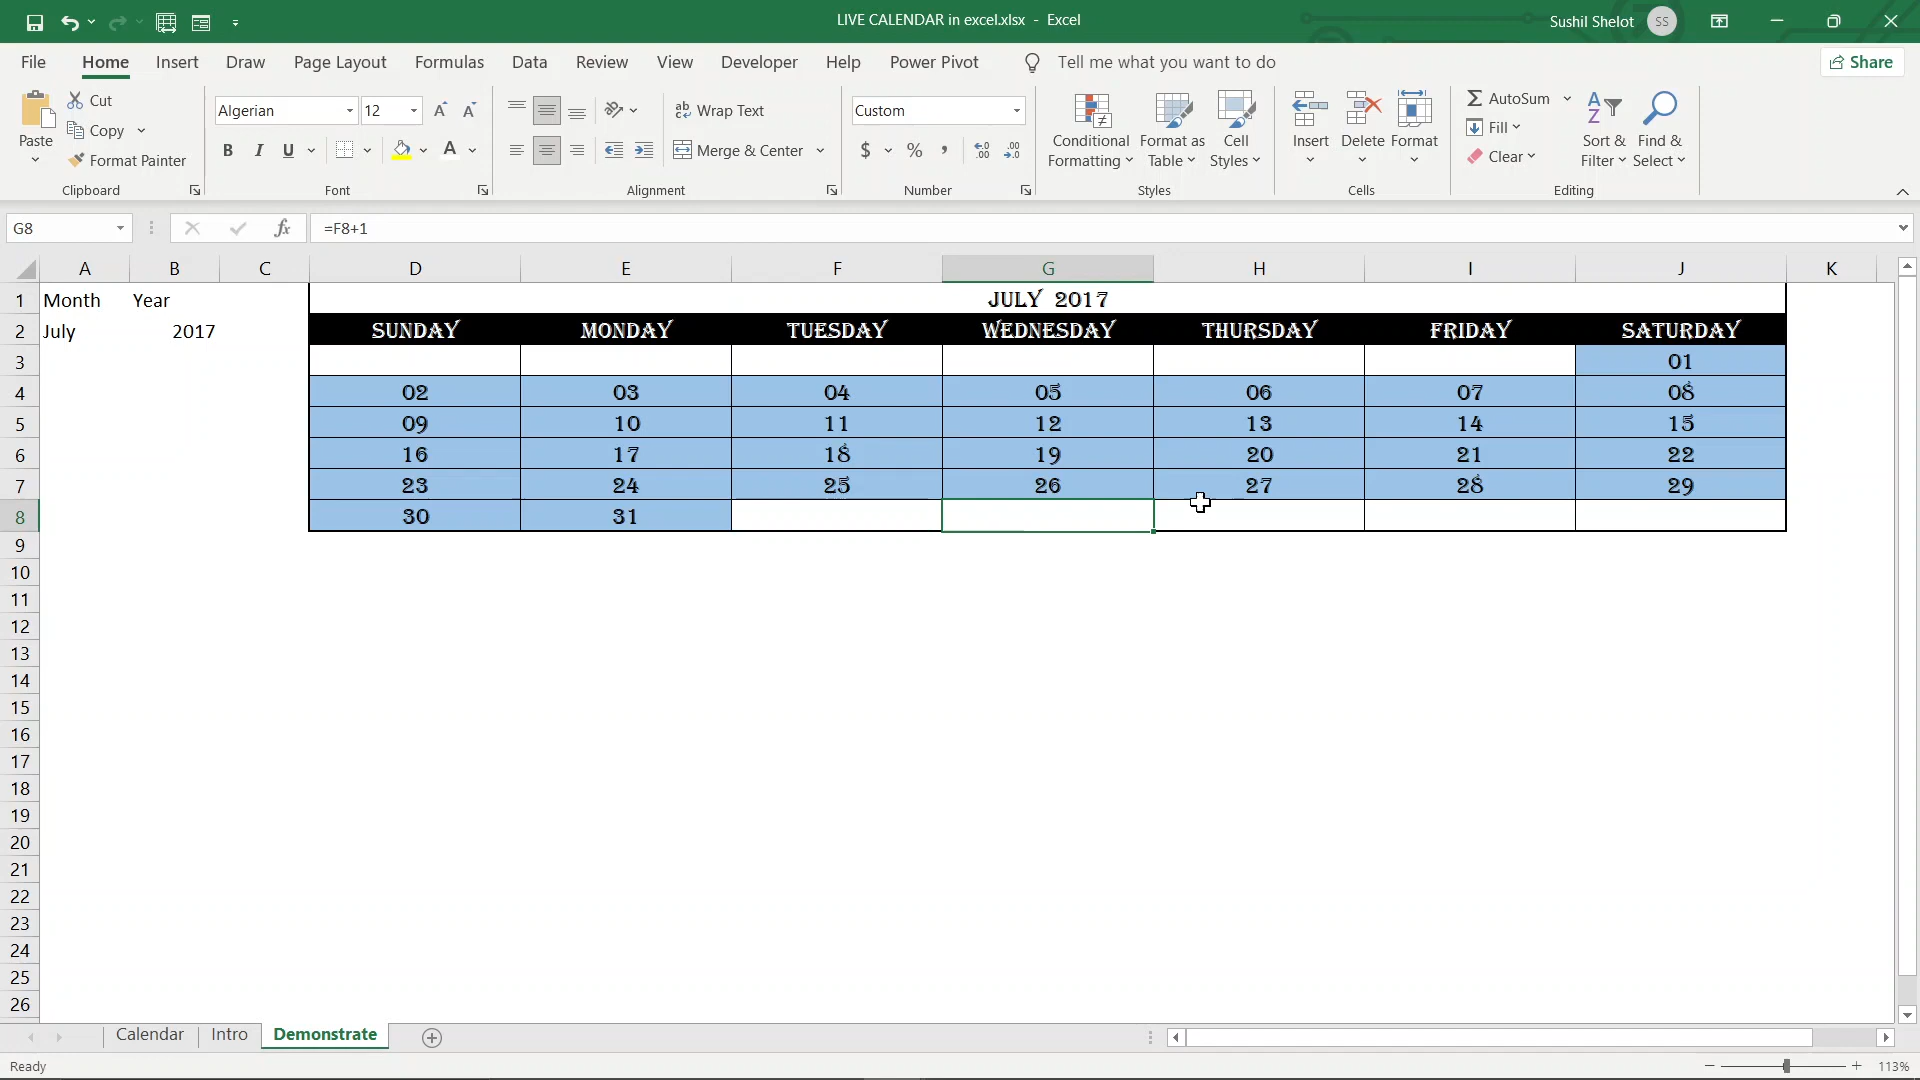 LIVE CALENDAR in excel.xlsx - Excel
Sushil Shelot SS
File Home Insert Draw Page Layout Formulas Data Review View Developer Help Power Pivot Tell me what you want to do Share
Paste
Cut
Copy
Format Painter
Clipboard
Algerian 12
B I U A
Font
Wrap Text
Merge & Center
Alignment
Custom
$ % ,
Number
Conditional Formatting
Format as Table
Cell Styles
Styles
Insert Delete Format
Cells
AutoSum
Fill
Clear
Sort & Filter
Find & Select
Editing
G8 fx =F8+1
A B C D E F G H I J K
1 Month Year JULY 2017
2 July 2017 SUNDAY MONDAY TUESDAY WEDNESDAY THURSDAY FRIDAY SATURDAY
3 01
4 02 03 04 05 06 07 08
5 09 10 11 12 13 14 15
6 16 17 18 19 20 21 22
7 23 24 25 26 27 28 29
8 30 31
9
10
11
12
13
14
15
16
17
18
19
20
21
22
23
24
25
26
Calendar Intro Demonstrate
Ready 113%